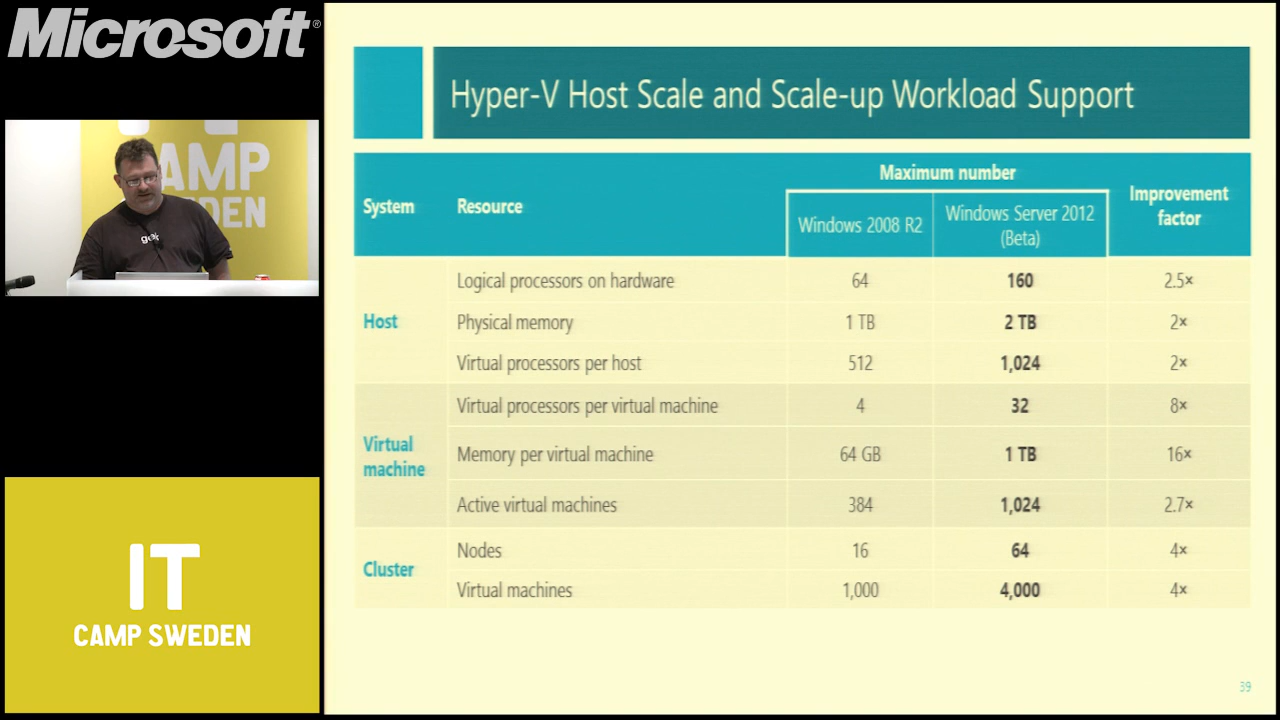 Microsoft®
AMP
DEN
IT
CAMP SWEDEN
Hyper-V Host Scale and Scale-up Workload Support
System Resource Maximum number Improvement factor
Windows 2008 R2 Windows Server 2012 (Beta)
Host
Logical processors on hardware 64 160 2.5×
Physical memory 1 TB 2 TB 2×
Virtual processors per host 512 1,024 2×
Virtual machine
Virtual processors per virtual machine 4 32 8×
Memory per virtual machine 64 GB 1 TB 16×
Active virtual machines 384 1,024 2.7×
Cluster
Nodes 16 64 4×
Virtual machines 1,000 4,000 4×
39